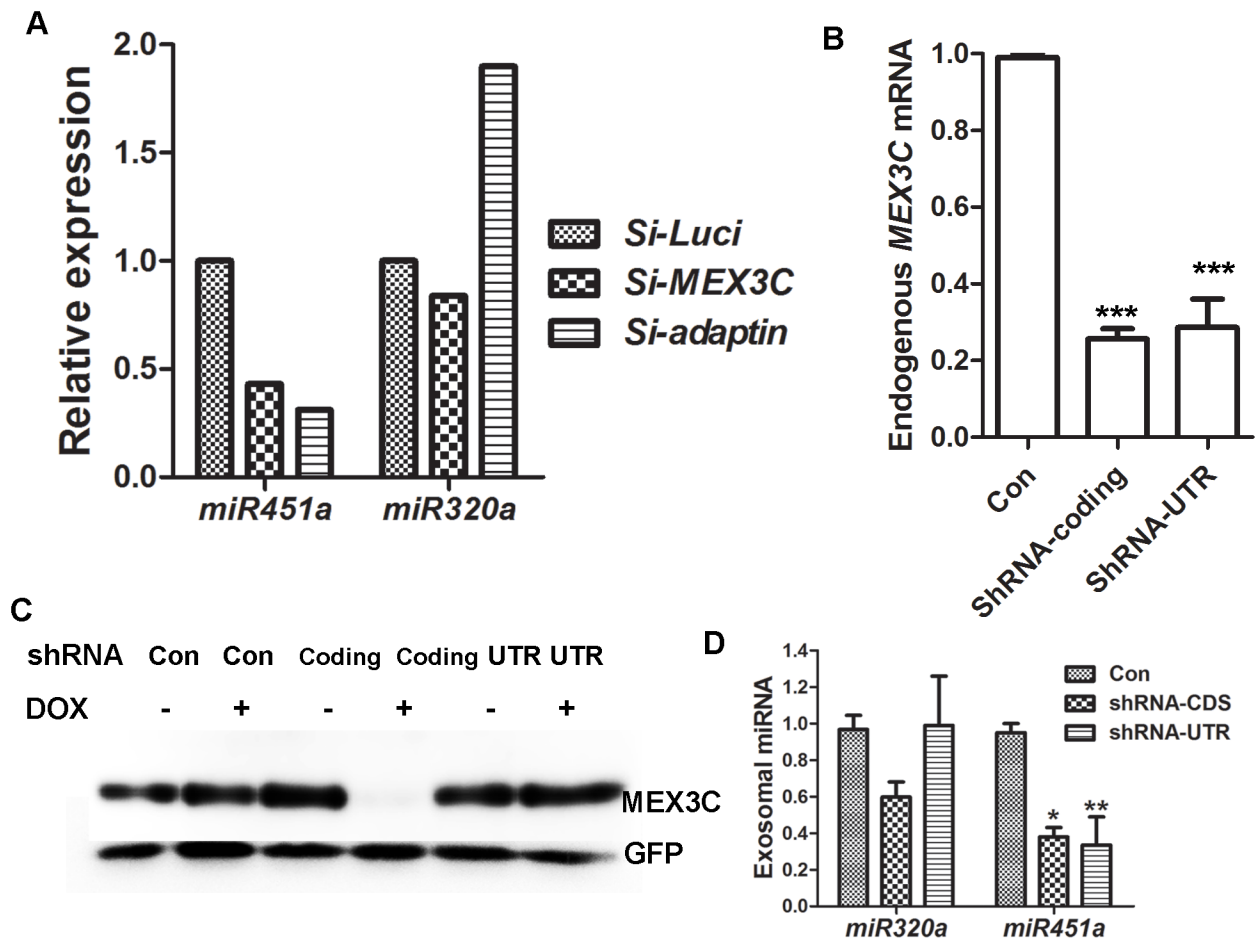 A
Relative expression
2.0
1.5
1.0
0.5
0.0
miR451a miR320a
Si-Luci
Si-MEX3C
Si-adaptin
B
Endogenous MEX3C mRNA
1.0
0.8
0.6
0.4
0.2
0.0
***
***
Con
ShRNA-coding
ShRNA-UTR
C
shRNA Con Con Coding Coding UTR UTR
DOX - + - + - +
MEX3C
GFP
D
Exosomal miRNA
1.4
1.2
1.0
0.8
0.6
0.4
0.2
0.0
* **
miR320a miR451a
Con
shRNA-CDS
shRNA-UTR